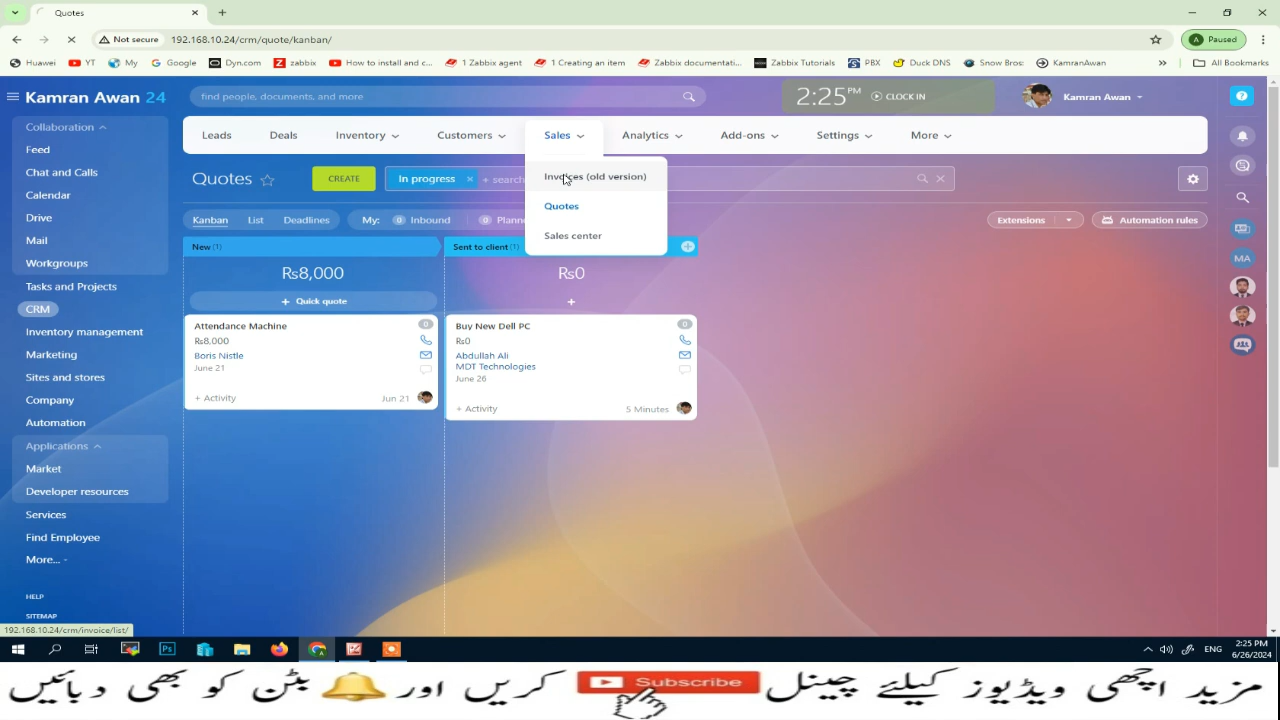 Quotes
Not secure 192.168.10.24/crm/quote/kanban/
Paused
Huawei YT My Google Dyn.com zabbix How to install and c... 1 Zabbix agent 1 Creating an item Zabbix documentati... Zabbix Tutorials PBX Duck DNS Snow Bros: KamranAwan » All Bookmarks
Kamran Awan 24
find people, documents, and more
2:25 PM CLOCK IN
Kamran Awan
Collaboration
Feed
Chat and Calls
Calendar
Drive
Mail
Workgroups
Tasks and Projects
CRM
Inventory management
Marketing
Sites and stores
Company
Automation
Applications
Market
Developer resources
Services
Find Employee
More...
HELP
SITEMAP
Leads Deals Inventory Customers Sales Analytics Add-ons Settings More
Invoices (old version)
Quotes
Sales center
Quotes CREATE In progress × + search
Kanban List Deadlines My: 0 Inbound 0 Planne
Extensions Automation rules
New (1)
Rs8,000
+ Quick quote
Attendance Machine 0
Rs8,000
Boris Nistle
June 21
+ Activity Jun 21
Sent to client (1)
Rs0
+
Buy New Dell PC 0
Rs0
Abdullah Ali
MDT Technologies
June 26
+ Activity 5 Minutes
MA
192.168.10.24/crm/invoice/list/
ENG
2:25 PM
6/26/2024
مزید اچھی ویڈیوز کیلئے چینل Subscribe کریں اور بٹن کو بھی دبائیں